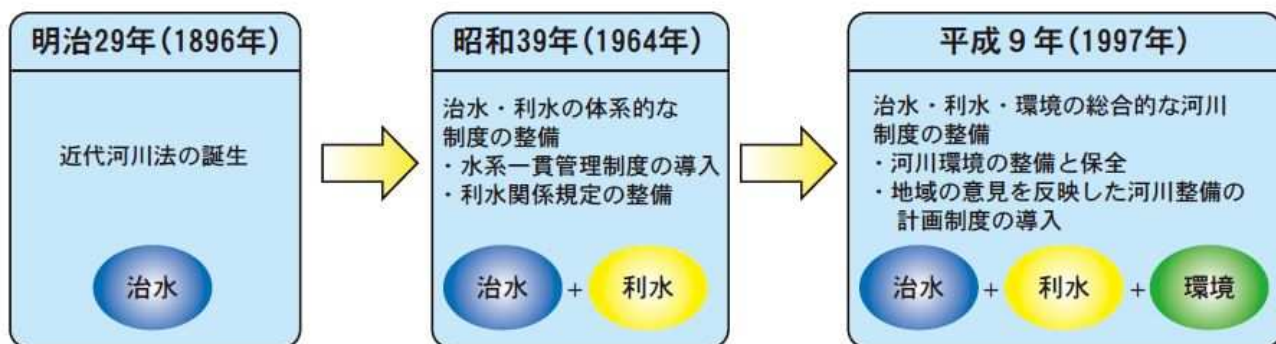 明治29年(1896年)
近代河川法の誕生
治水
昭和39年(1964年)
治水・利水の体系的な
制度の整備
・水系一貫管理制度の導入
・利水関係規定の整備
治水 + 利水
平成９年(1997年)
治水・利水・環境の総合的な河川
制度の整備
・河川環境の整備と保全
・地域の意見を反映した河川整備の
計画制度の導入
治水 + 利水 + 環境